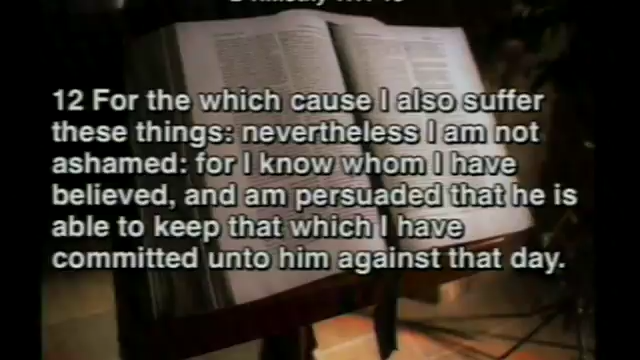 12 For the which cause I also suffer
these things: nevertheless I am not
ashamed: for I know whom I have
believed, and am persuaded that he is
able to keep that which I have
committed unto him against that day.